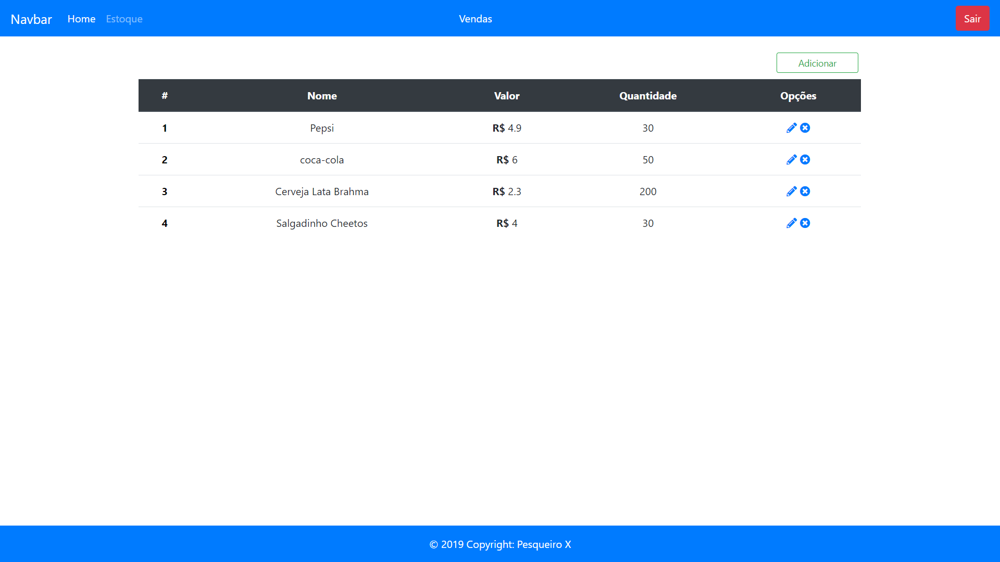 Navbar Home Estoque Vendas Sair
Adicionar
# Nome Valor Quantidade Opções
1 Pepsi R$ 4.9 30
2 coca-cola R$ 6 50
3 Cerveja Lata Brahma R$ 2.3 200
4 Salgadinho Cheetos R$ 4 30
© 2019 Copyright: Pesqueiro X